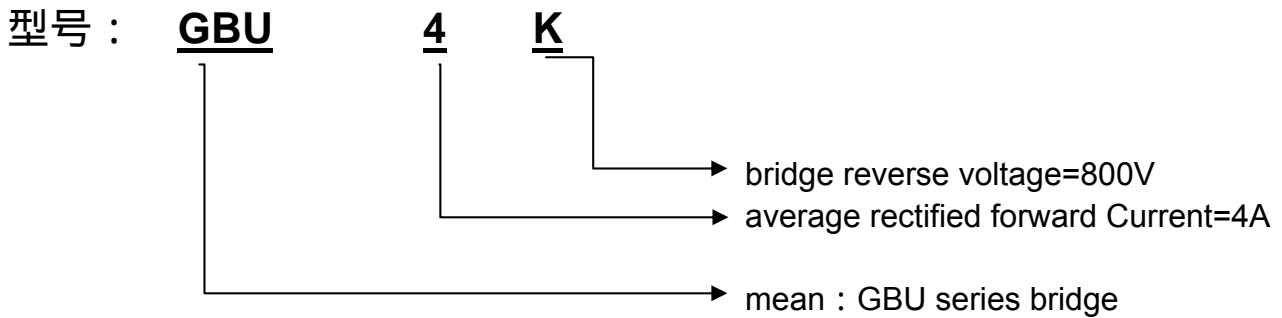 型号： GBU 4 K
bridge reverse voltage=800V
average rectified forward Current=4A
mean：GBU series bridge